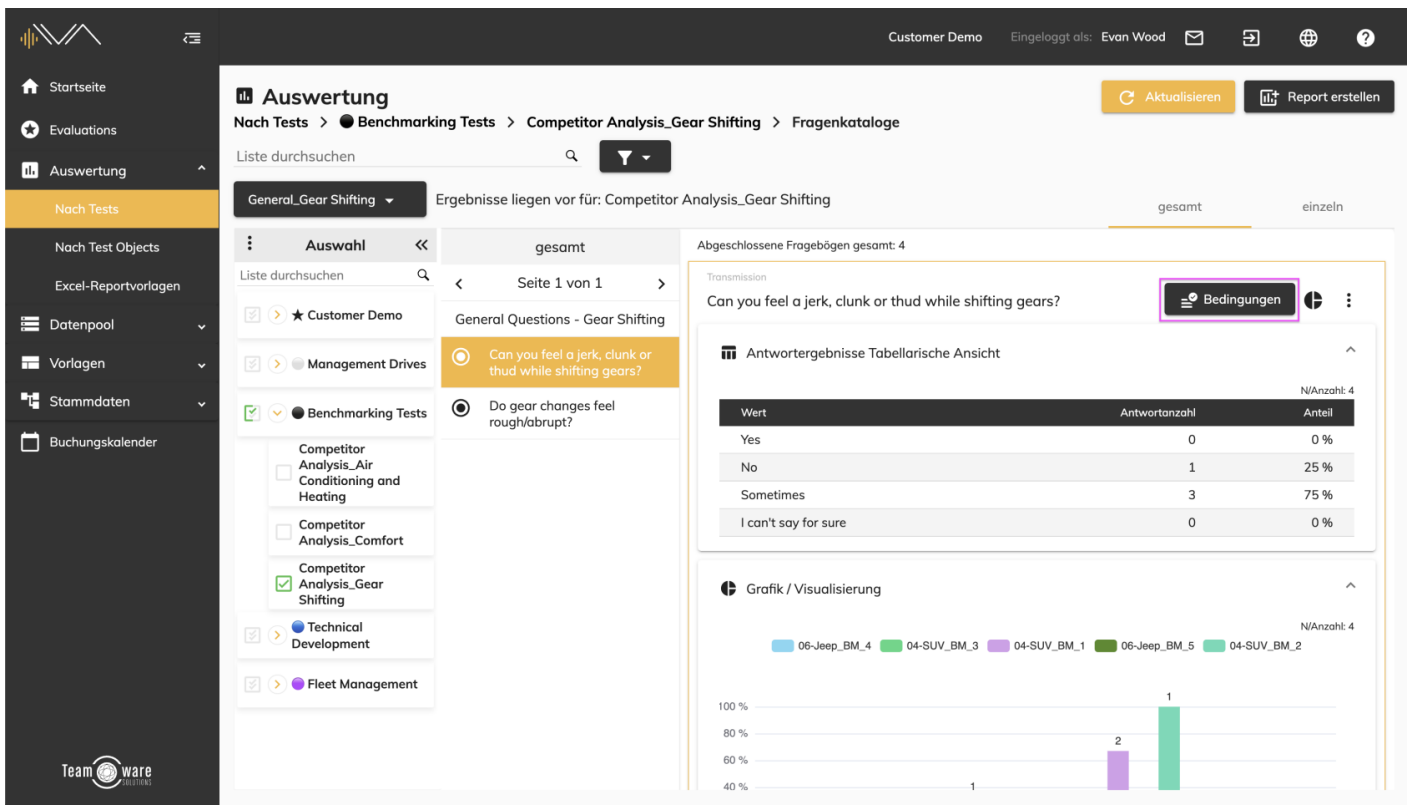 Customer Demo Eingeloggt als: Evan Wood
Startseite
Evaluations
Auswertung
Nach Tests
Nach Test Objects
Excel-Reportvorlagen
Datenpool
Vorlagen
Stammdaten
Buchungskalender
Team ware
SOLUTIONS
Auswertung
Aktualisieren
Report erstellen
Nach Tests > Benchmarking Tests > Competitor Analysis_Gear Shifting > Fragenkataloge
Liste durchsuchen
General_Gear Shifting
Ergebnisse liegen vor für: Competitor Analysis_Gear Shifting
gesamt
einzeln
Auswahl
Liste durchsuchen
Customer Demo
Management Drives
Benchmarking Tests
Competitor
Analysis_Air
Conditioning and
Heating
Competitor
Analysis_Comfort
Competitor
Analysis_Gear
Shifting
Technical
Development
Fleet Management
gesamt
Seite 1 von 1
General Questions - Gear Shifting
Can you feel a jerk, clunk or
thud while shifting gears?
Do gear changes feel
rough/abrupt?
Abgeschlossene Fragebögen gesamt: 4
Transmission
Can you feel a jerk, clunk or thud while shifting gears?
Bedingungen
Antwortergebnisse Tabellarische Ansicht
N/Anzahl: 4
Wert Antwortanzahl Anteil
Yes 0 0 %
No 1 25 %
Sometimes 3 75 %
I can't say for sure 0 0 %
Grafik / Visualisierung
N/Anzahl: 4
06-Jeep_BM_4 04-SUV_BM_3 04-SUV_BM_1 06-Jeep_BM_5 04-SUV_BM_2
1
100 %
80 %
2
60 %
40 %
1